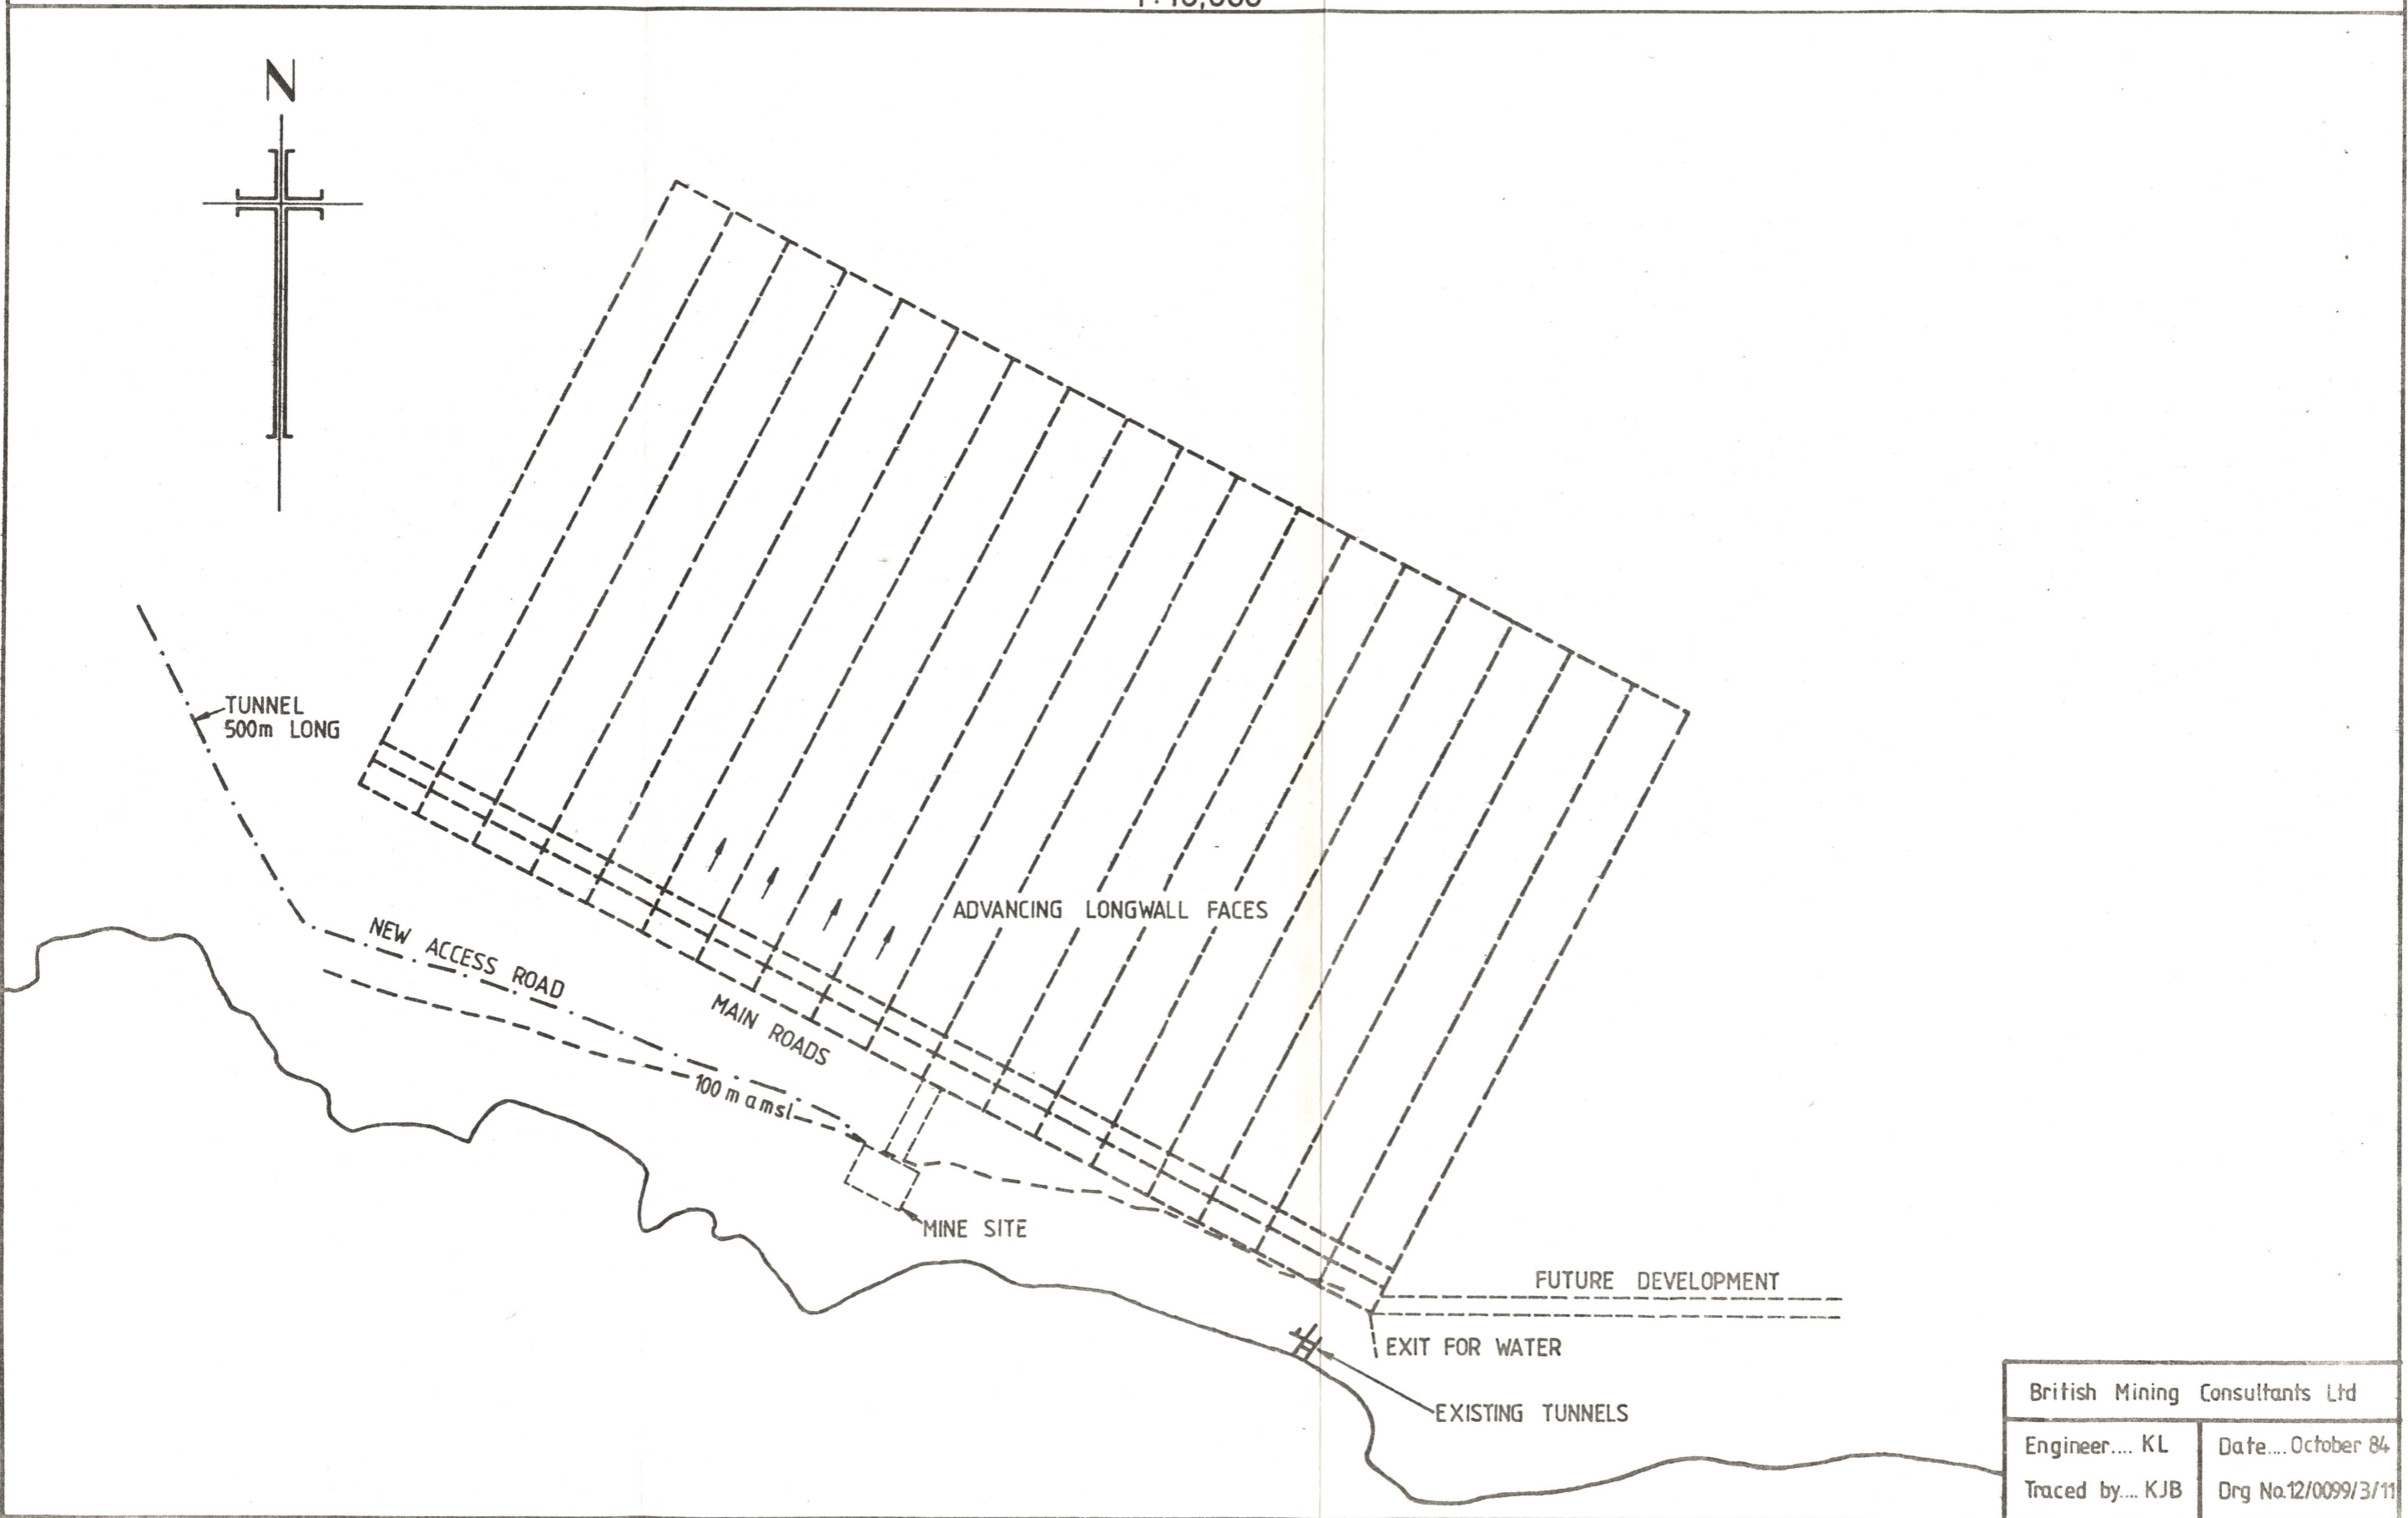 N
TUNNEL
500m LONG
ADVANCING LONGWALL FACES
NEW ACCESS ROAD
MAIN ROADS
100 m amsl
MINE SITE
FUTURE DEVELOPMENT
EXIT FOR WATER
EXISTING TUNNELS
British Mining Consultants Ltd
Engineer.... KL
Date.... October 84
Traced by.... KJB
Drg No.12/0099/3/11